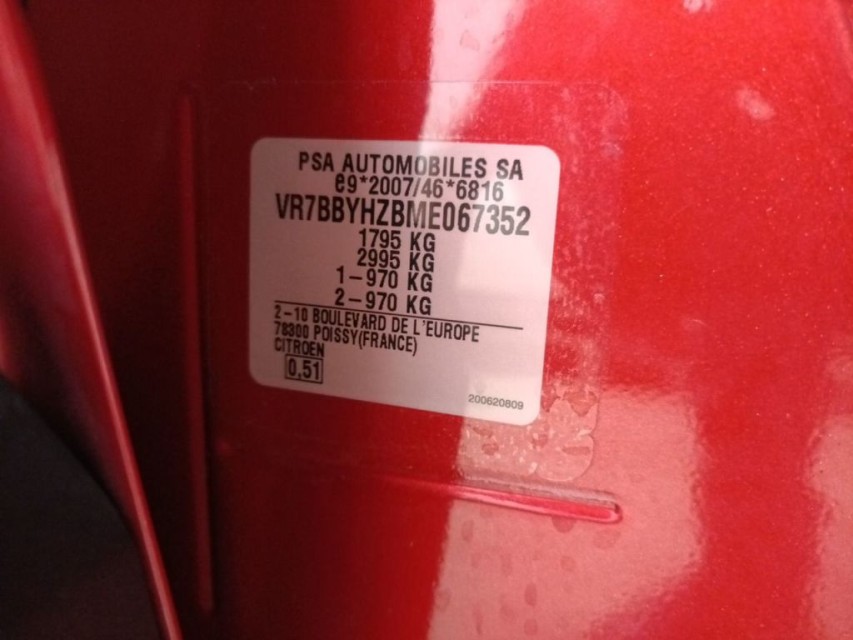 PSA AUTOMOBILES SA
e9*2007/46*6816
VR7BBYHZBME067352
1795 KG
2995 KG
1-970 KG
2-970 KG
2-10 BOULEVARD DE L'EUROPE
78300 POISSY(FRANCE)
CITROEN
0,51
200620809